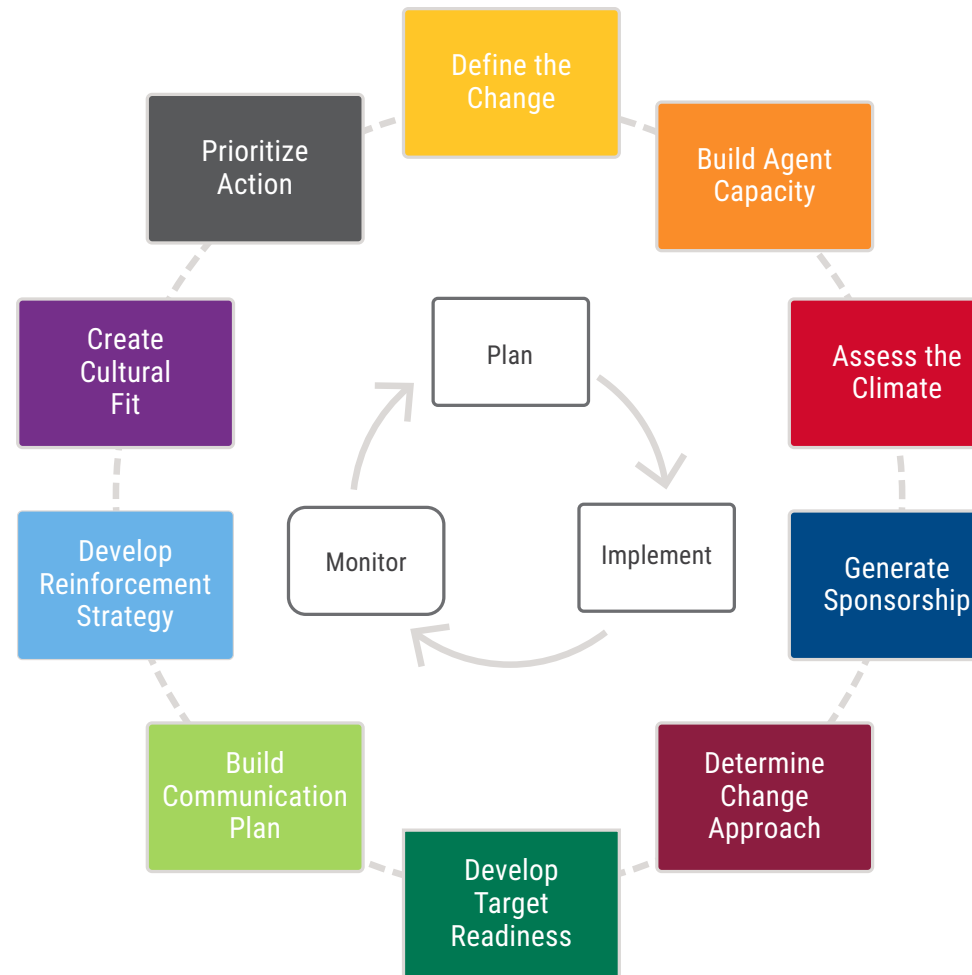 Define the
Change
Build Agent
Capacity
Assess the
Climate
Generate
Sponsorship
Determine
Change
Approach
Develop
Target
Readiness
Build
Communication
Plan
Develop
Reinforcement
Strategy
Create
Cultural
Fit
Prioritize
Action
Plan
Implement
Monitor